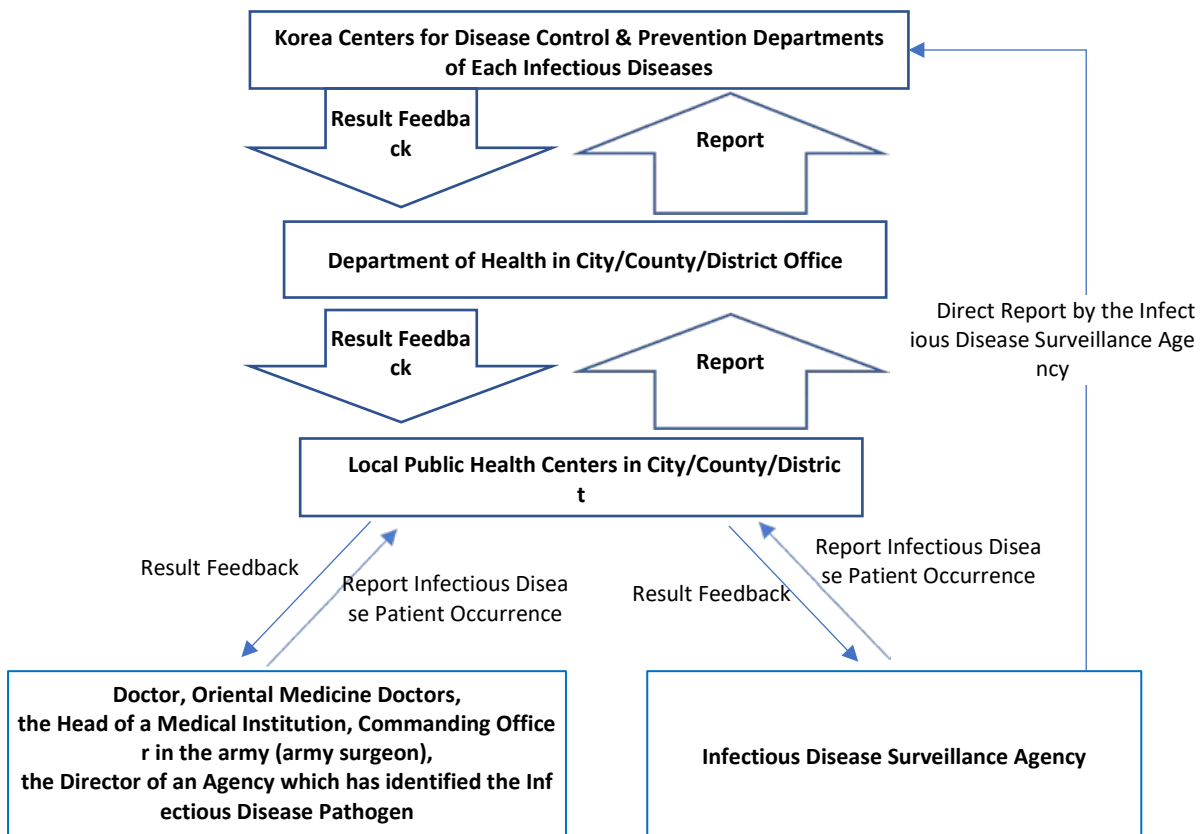 Korea Centers for Disease Control & Prevention Departments
of Each Infectious Diseases
Result Feedba
ck
Report
Department of Health in City/County/District Office
Direct Report by the Infect
ious Disease Surveillance Age
ncy
Result Feedba
ck
Report
Local Public Health Centers in City/County/Distric
t
Result Feedback
Report Infectious Disea
se Patient Occurrence
Result Feedback
Report Infectious Disea
se Patient Occurrence
Doctor, Oriental Medicine Doctors,
the Head of a Medical Institution, Commanding Office
r in the army (army surgeon),
the Director of an Agency which has identified the Inf
ectious Disease Pathogen
Infectious Disease Surveillance Agency